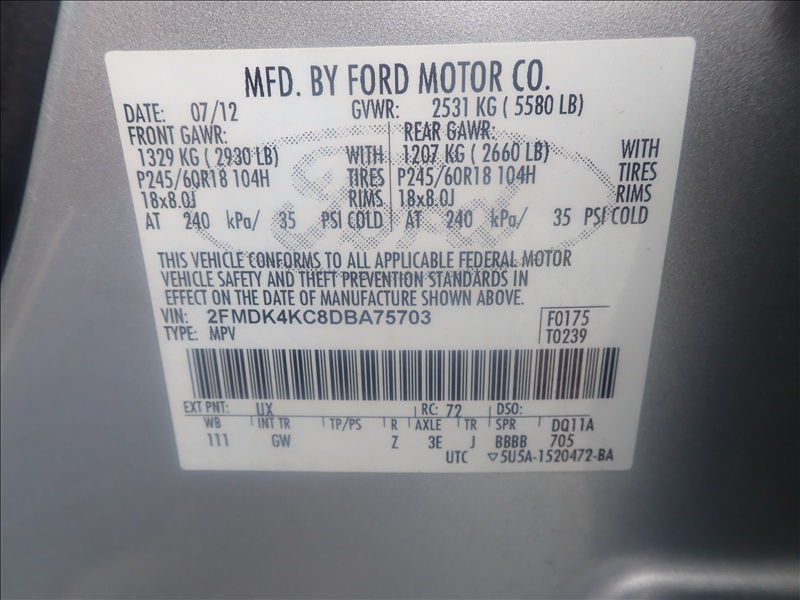 MFD. BY FORD MOTOR CO.
DATE: 07/12 GVWR: 2531 KG ( 5580 LB)
FRONT GAWR: REAR GAWR:
1329 KG ( 2930 LB) WITH 1207 KG ( 2660 LB) WITH
P245/60R18 104H TIRES P245/60R18 104H TIRES
18x8.0J RIMS 18x8.0J RIMS
AT 240 kPa/ 35 PSI COLD AT 240 kPa/ 35 PSI COLD
Ford
THIS VEHICLE CONFORMS TO ALL APPLICABLE FEDERAL MOTOR
VEHICLE SAFETY AND THEFT PREVENTION STANDARDS IN
EFFECT ON THE DATE OF MANUFACTURE SHOWN ABOVE.
VIN: 2FMDK4KC8DBA75703 F0175
TYPE: MPV T0239
EXT PNT: UX RC: 72 DSO:
WB INT TR TP/PS R AXLE TR SPR DQ11A
111 GW Z 3E J BBBB 705
UTC ▽5U5A-1520472-BA